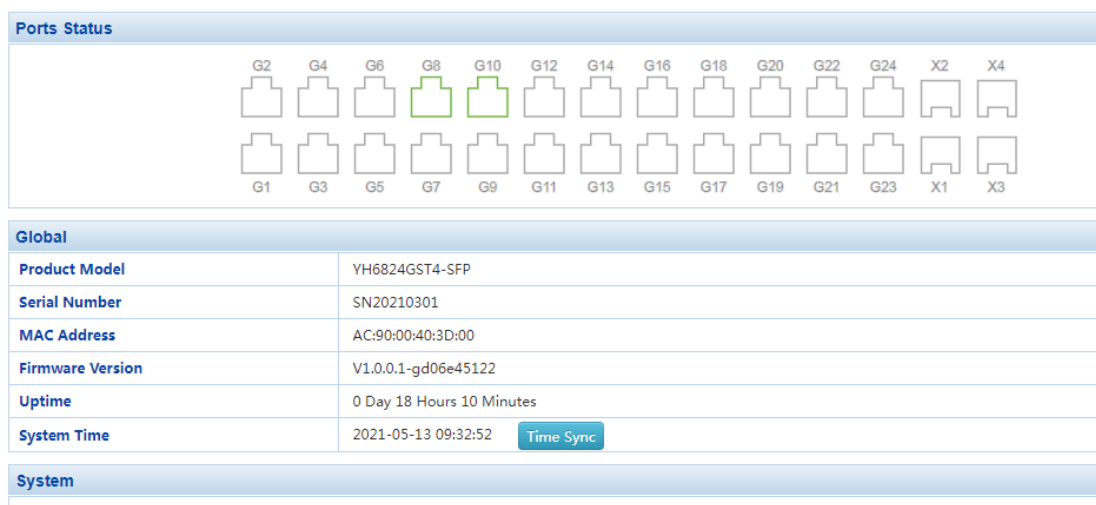 Ports Status
G2 G4 G6 G8 G10 G12 G14 G16 G18 G20 G22 G24 X2 X4
G1 G3 G5 G7 G9 G11 G13 G15 G17 G19 G21 G23 X1 X3
Global
Product Model YH6824GST4-SFP
Serial Number SN20210301
MAC Address AC:90:00:40:3D:00
Firmware Version V1.0.0.1-gd06e45122
Uptime 0 Day 18 Hours 10 Minutes
System Time 2021-05-13 09:32:52 Time Sync
System